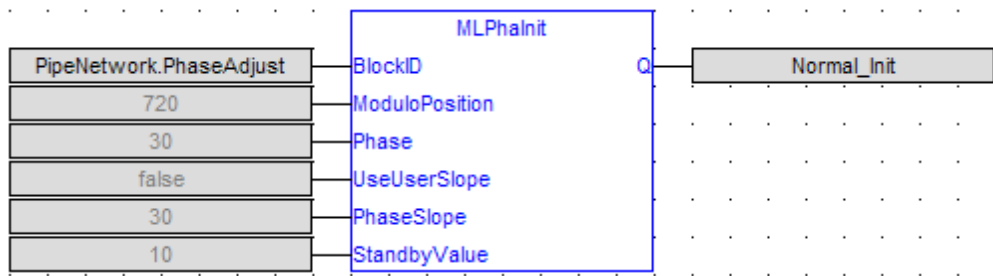 MLPhaInit
PipeNetwork.PhaseAdjust BlockID Q Normal_Init
720 ModuloPosition
30 Phase
false UseUserSlope
30 PhaseSlope
10 StandbyValue